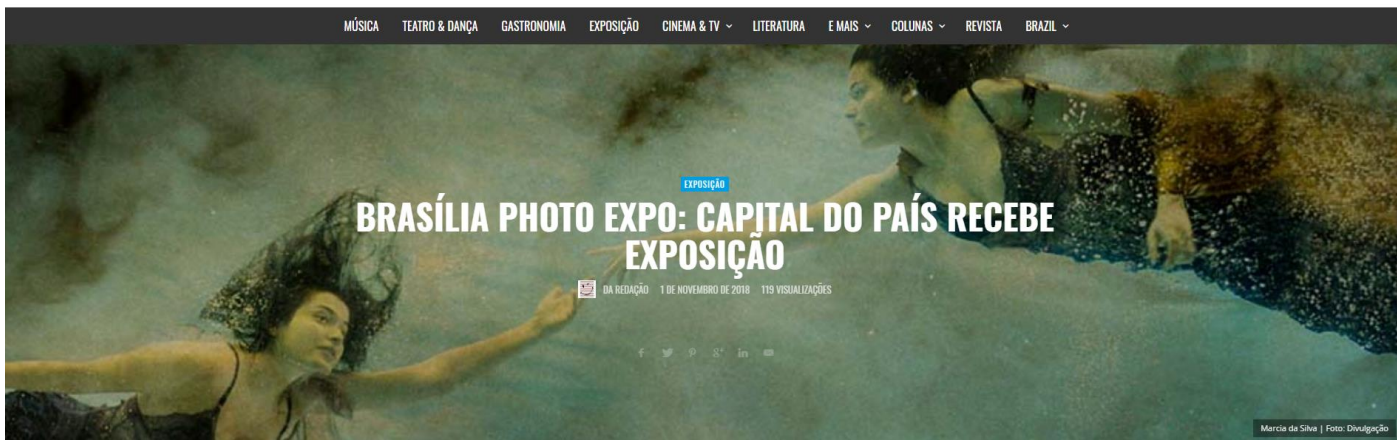 MÚSICA TEATRO & DANÇA GASTRONOMIA EXPOSIÇÃO CINEMA & TV LITERATURA E MAIS COLUNAS REVISTA BRAZIL
EXPOSIÇÃO
BRASÍLIA PHOTO EXPO: CAPITAL DO PAÍS RECEBE
EXPOSIÇÃO
DA REDAÇÃO 1 DE NOVEMBRO DE 2018 119 VISUALIZAÇÕES
Marcia da Silva | Foto: Divulgação